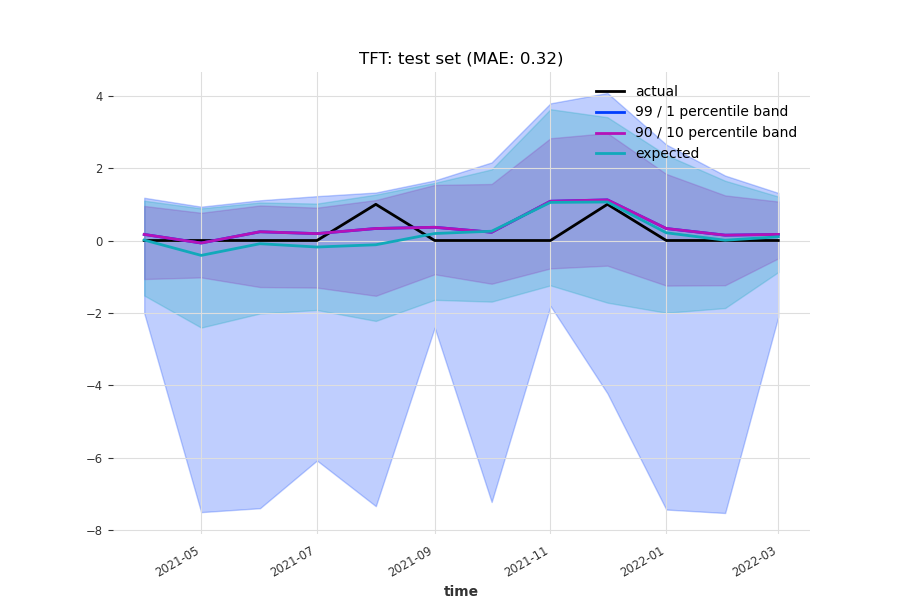 TFT: test set (MAE: 0.32)
actual
99 / 1 percentile band
90 / 10 percentile band
expected
4
2
0
−2
−4
−6
−8
2021-05
2021-07
2021-09
2021-11
2022-01
2022-03
time